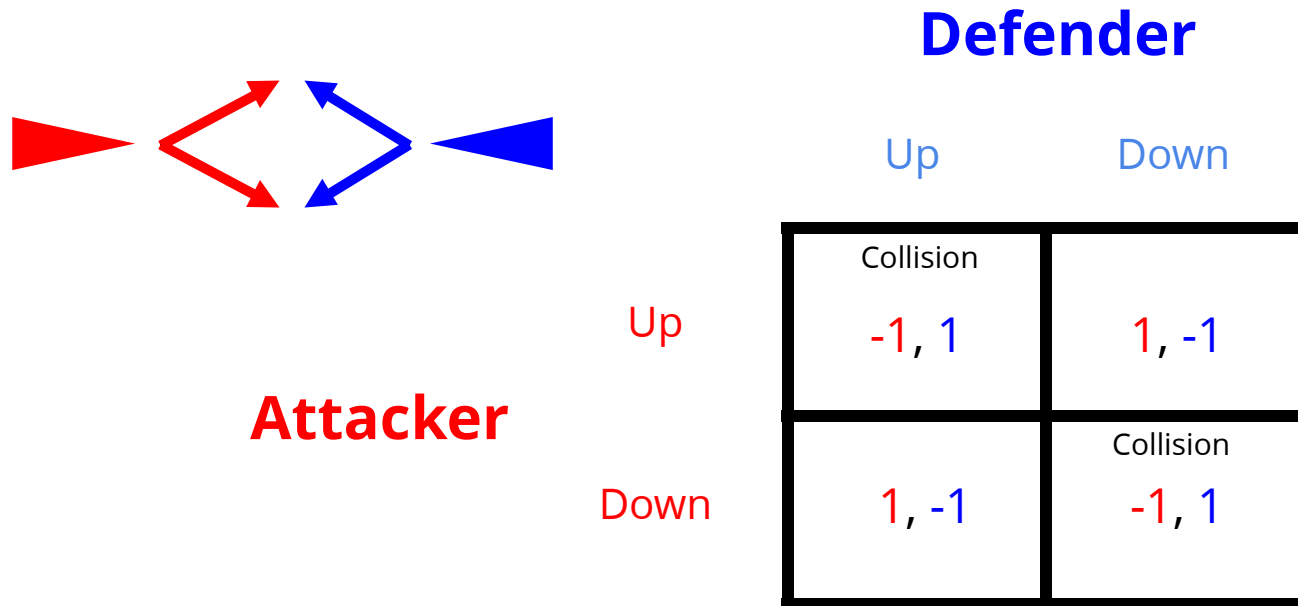 Defender
Up Down
Collision
Up
-1, 1
1, -1
Attacker
Collision
Down
1, -1
-1, 1